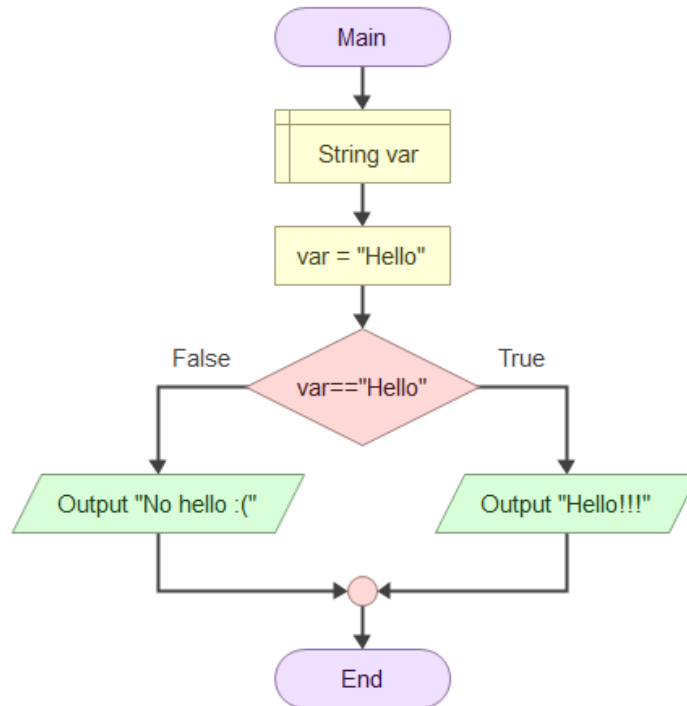 Main
String var
var = "Hello"
False
True
var=="Hello"
Output "No hello :("
Output "Hello!!!"
End